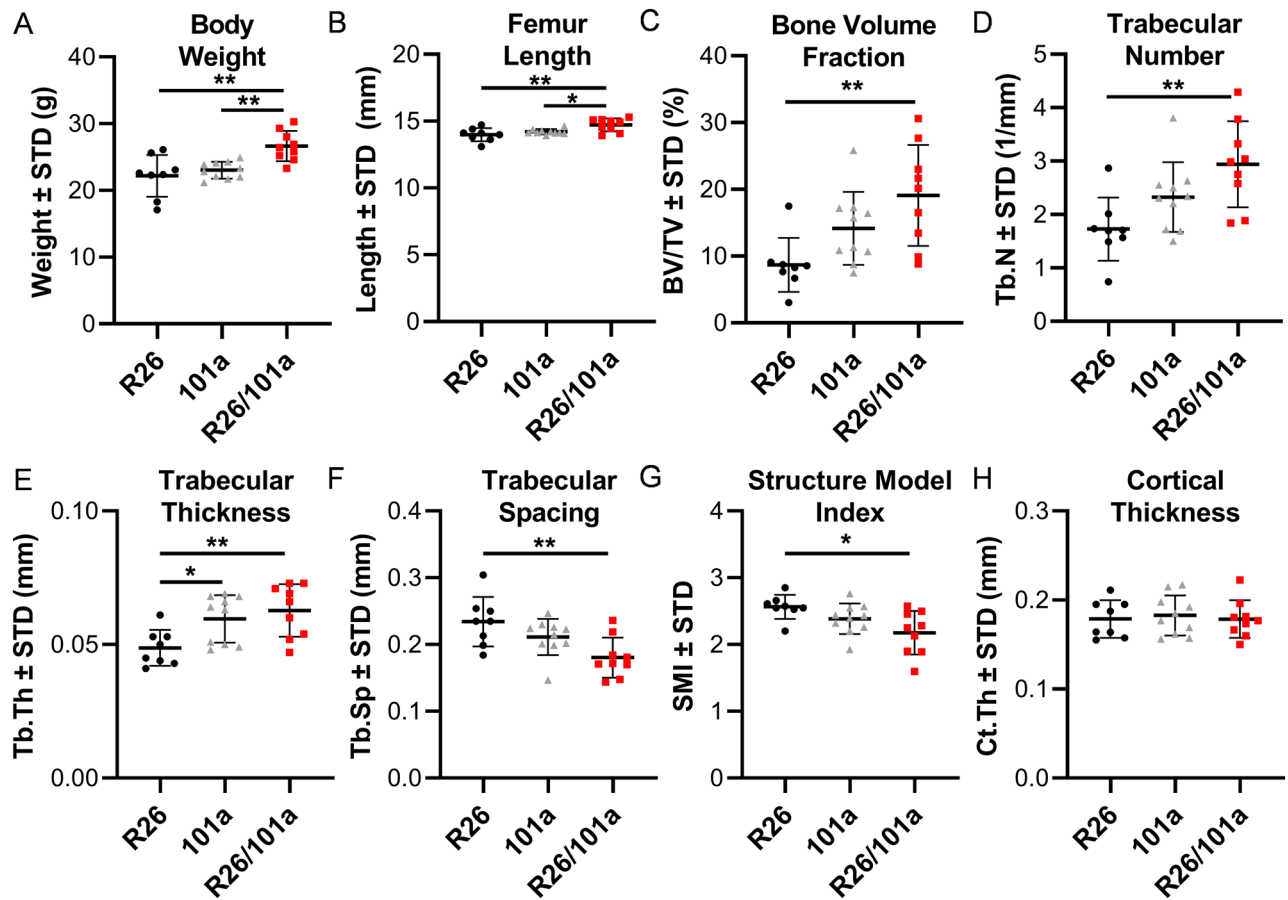 A
Body
Weight
Weight ± STD (g)
40
30
20
10
0
**
**
R26
101a
R26/101a
B
Femur
Length
Length ± STD (mm)
20
15
10
5
0
**
*
R26
101a
R26/101a
C
Bone Volume
Fraction
BV/TV ± STD (%)
40
30
20
10
0
**
R26
101a
R26/101a
D
Trabecular
Number
Tb.N ± STD (1/mm)
5
4
3
2
1
0
**
R26
101a
R26/101a
E
Trabecular
Thickness
Tb.Th ± STD (mm)
0.10
0.05
0.00
**
*
R26
101a
R26/101a
F
Trabecular
Spacing
Tb.Sp ± STD (mm)
0.4
0.3
0.2
0.1
0.0
**
R26
101a
R26/101a
G
Structure Model
Index
SMI ± STD
4
3
2
1
0
*
R26
101a
R26/101a
H
Cortical
Thickness
Ct.Th ± STD (mm)
0.3
0.2
0.1
0.0
R26
101a
R26/101a